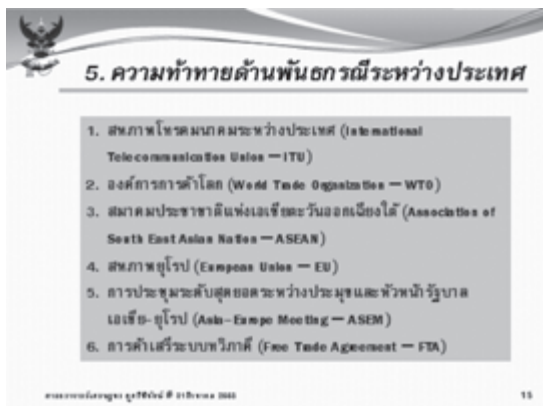 5. ความท้าทายด้านพันธกรณีระหว่างประเทศ
1. สหภาพโทรคมนาคมระหว่างประเทศ (International
Telecommunication Union — ITU)
2. องค์การการค้าโลก (World Trade Organization — WTO)
3. สมาคมประชาชาติแห่งเอเชียตะวันออกเฉียงใต้ (Association of
South East Asian Nation — ASEAN)
4. สหภาพยุโรป (European Union — EU)
5. การประชุมระดับสุดยอดระหว่างประมุขและหัวหน้ารัฐบาล
เอเชีย-ยุโรป (Asia-Europe Meeting — ASEM)
6. การค้าเสรีระบบทวิภาคี (Free Trade Agreement — FTA)
15